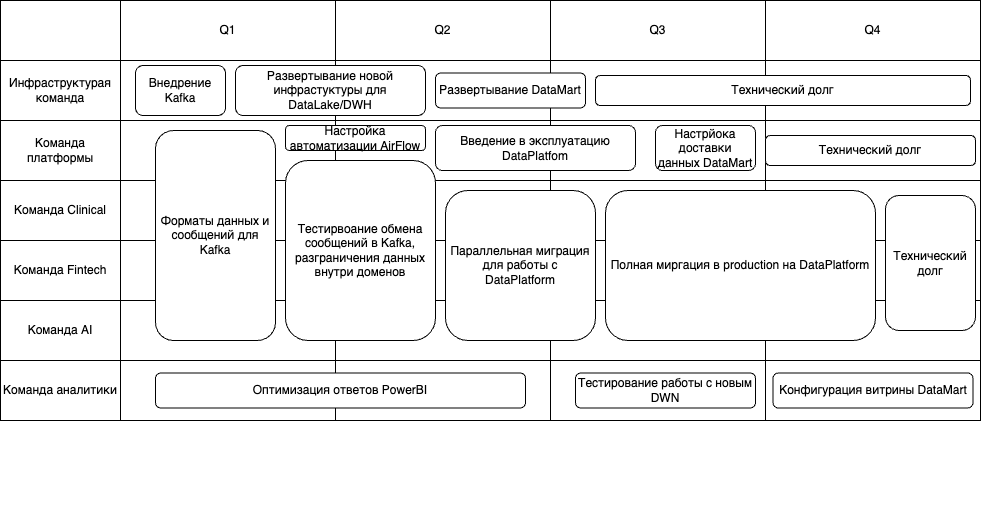 Q1
Q2
Q3
Q4
Инфраструктурая
команда
Внедрение
Kafka
Развертывание новой
инфрастуктуры для
DataLake/DWH
Развертывание DataMart
Технический долг
Команда
платформы
Настройка
автоматизации AirFlow
Введение в эксплуатацию
DataPlatfom
Настрйока
доставки
данных DataMart
Технический долг
Команда Clinical
Команда Fintech
Команда AI
Форматы данных и
сообщений для
Kafka
Тестирвоание обмена
сообщений в Kafka,
разграничения данных
внутри доменов
Параллельная миграция
для работы с
DataPlatform
Полная миргация в production на DataPlatform
Технический
долг
Команда аналитики
Оптимизация ответов PowerBI
Тестирование работы с новым
DWN
Конфигурация витрины DataMart